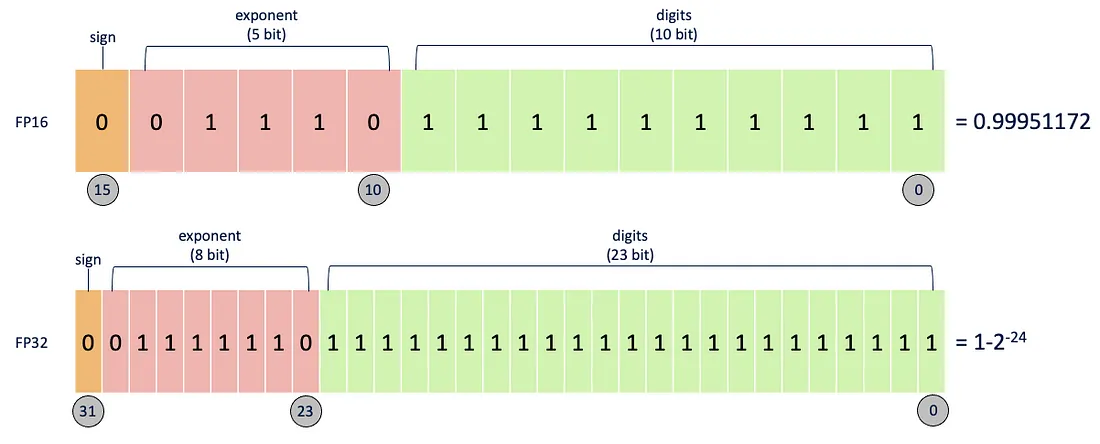 exponent
(5 bit)
digits
(10 bit)
sign
FP16
0 0 1 1 1 0 1 1 1 1 1 1 1 1 1 1 = 0.99951172
15 10 0
exponent
(8 bit)
digits
(23 bit)
sign
FP32
0 0 1 1 1 1 1 1 0 1 1 1 1 1 1 1 1 1 1 1 1 1 1 1 1 1 1 1 1 1 1 1 = 1-2⁻²⁴
31 23 0